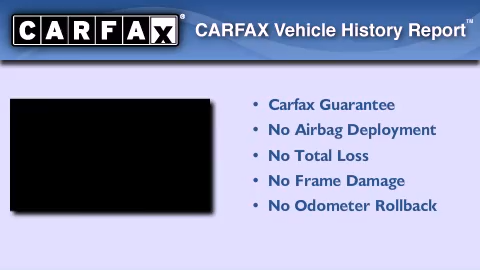 CARFAX® CARFAX Vehicle History Report™
• Carfax Guarantee
• No Airbag Deployment
• No Total Loss
• No Frame Damage
• No Odometer Rollback